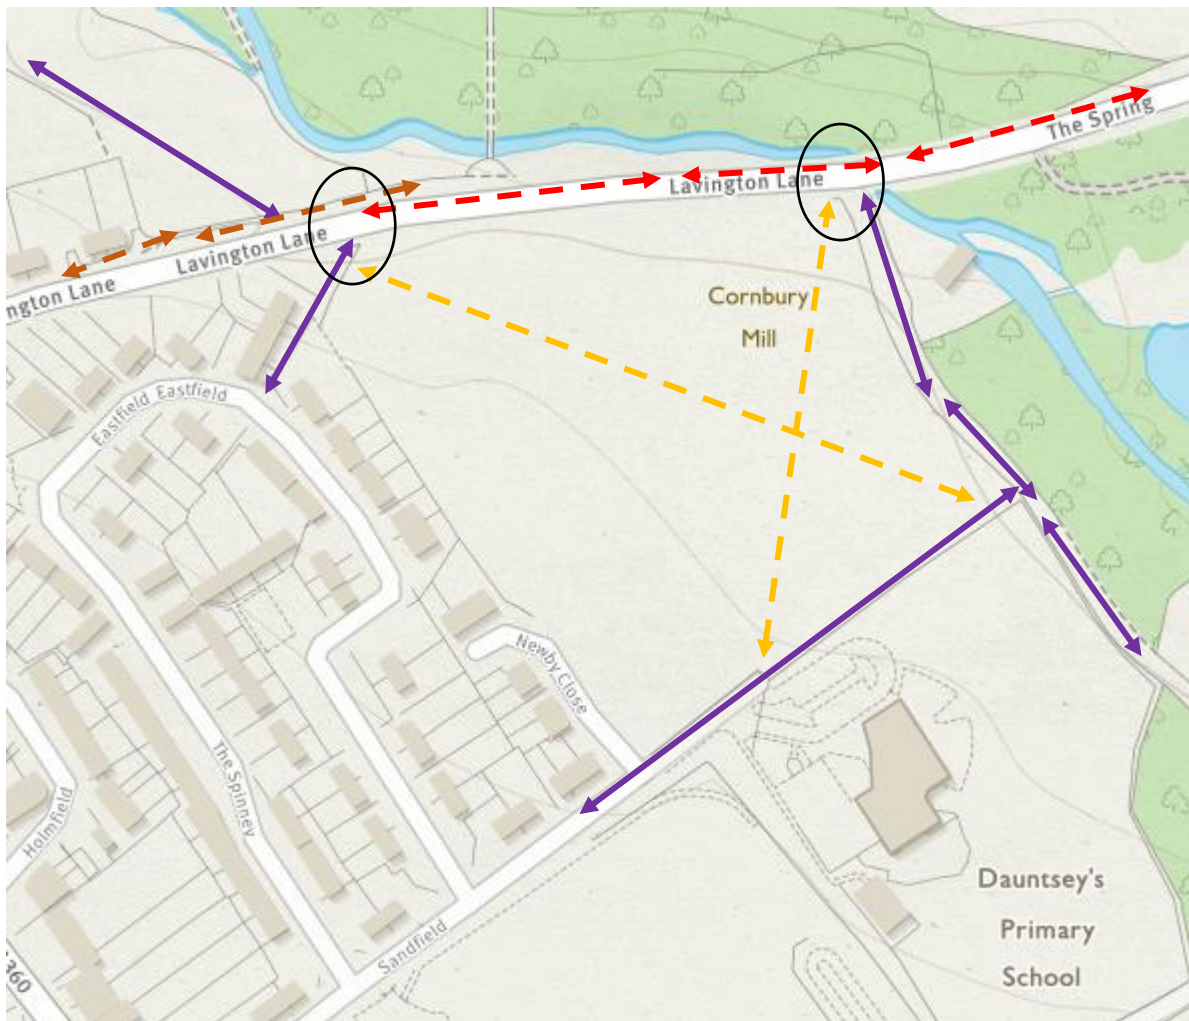 The Spring
Lavington Lane
Lavington Lane
ngton Lane
Cornbury
Mill
Eastfield
Eastfield
Newby Close
The Spinney
Holmfield
Sandfield
Dauntsey's
Primary
School
360